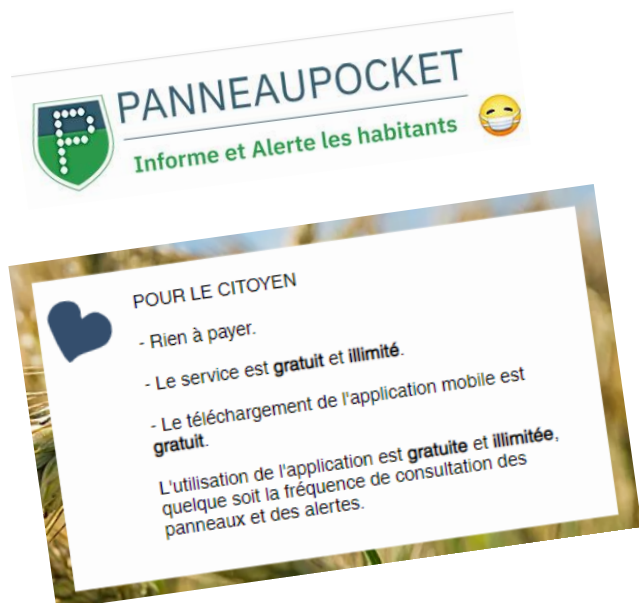 PANNEAUPOCKET
Informe et Alerte les habitants
POUR LE CITOYEN
- Rien à payer.
- Le service est gratuit et illimité.
- Le téléchargement de l'application mobile est
gratuit.
L'utilisation de l'application est gratuite et illimitée,
quelque soit la fréquence de consultation des
panneaux et des alertes.